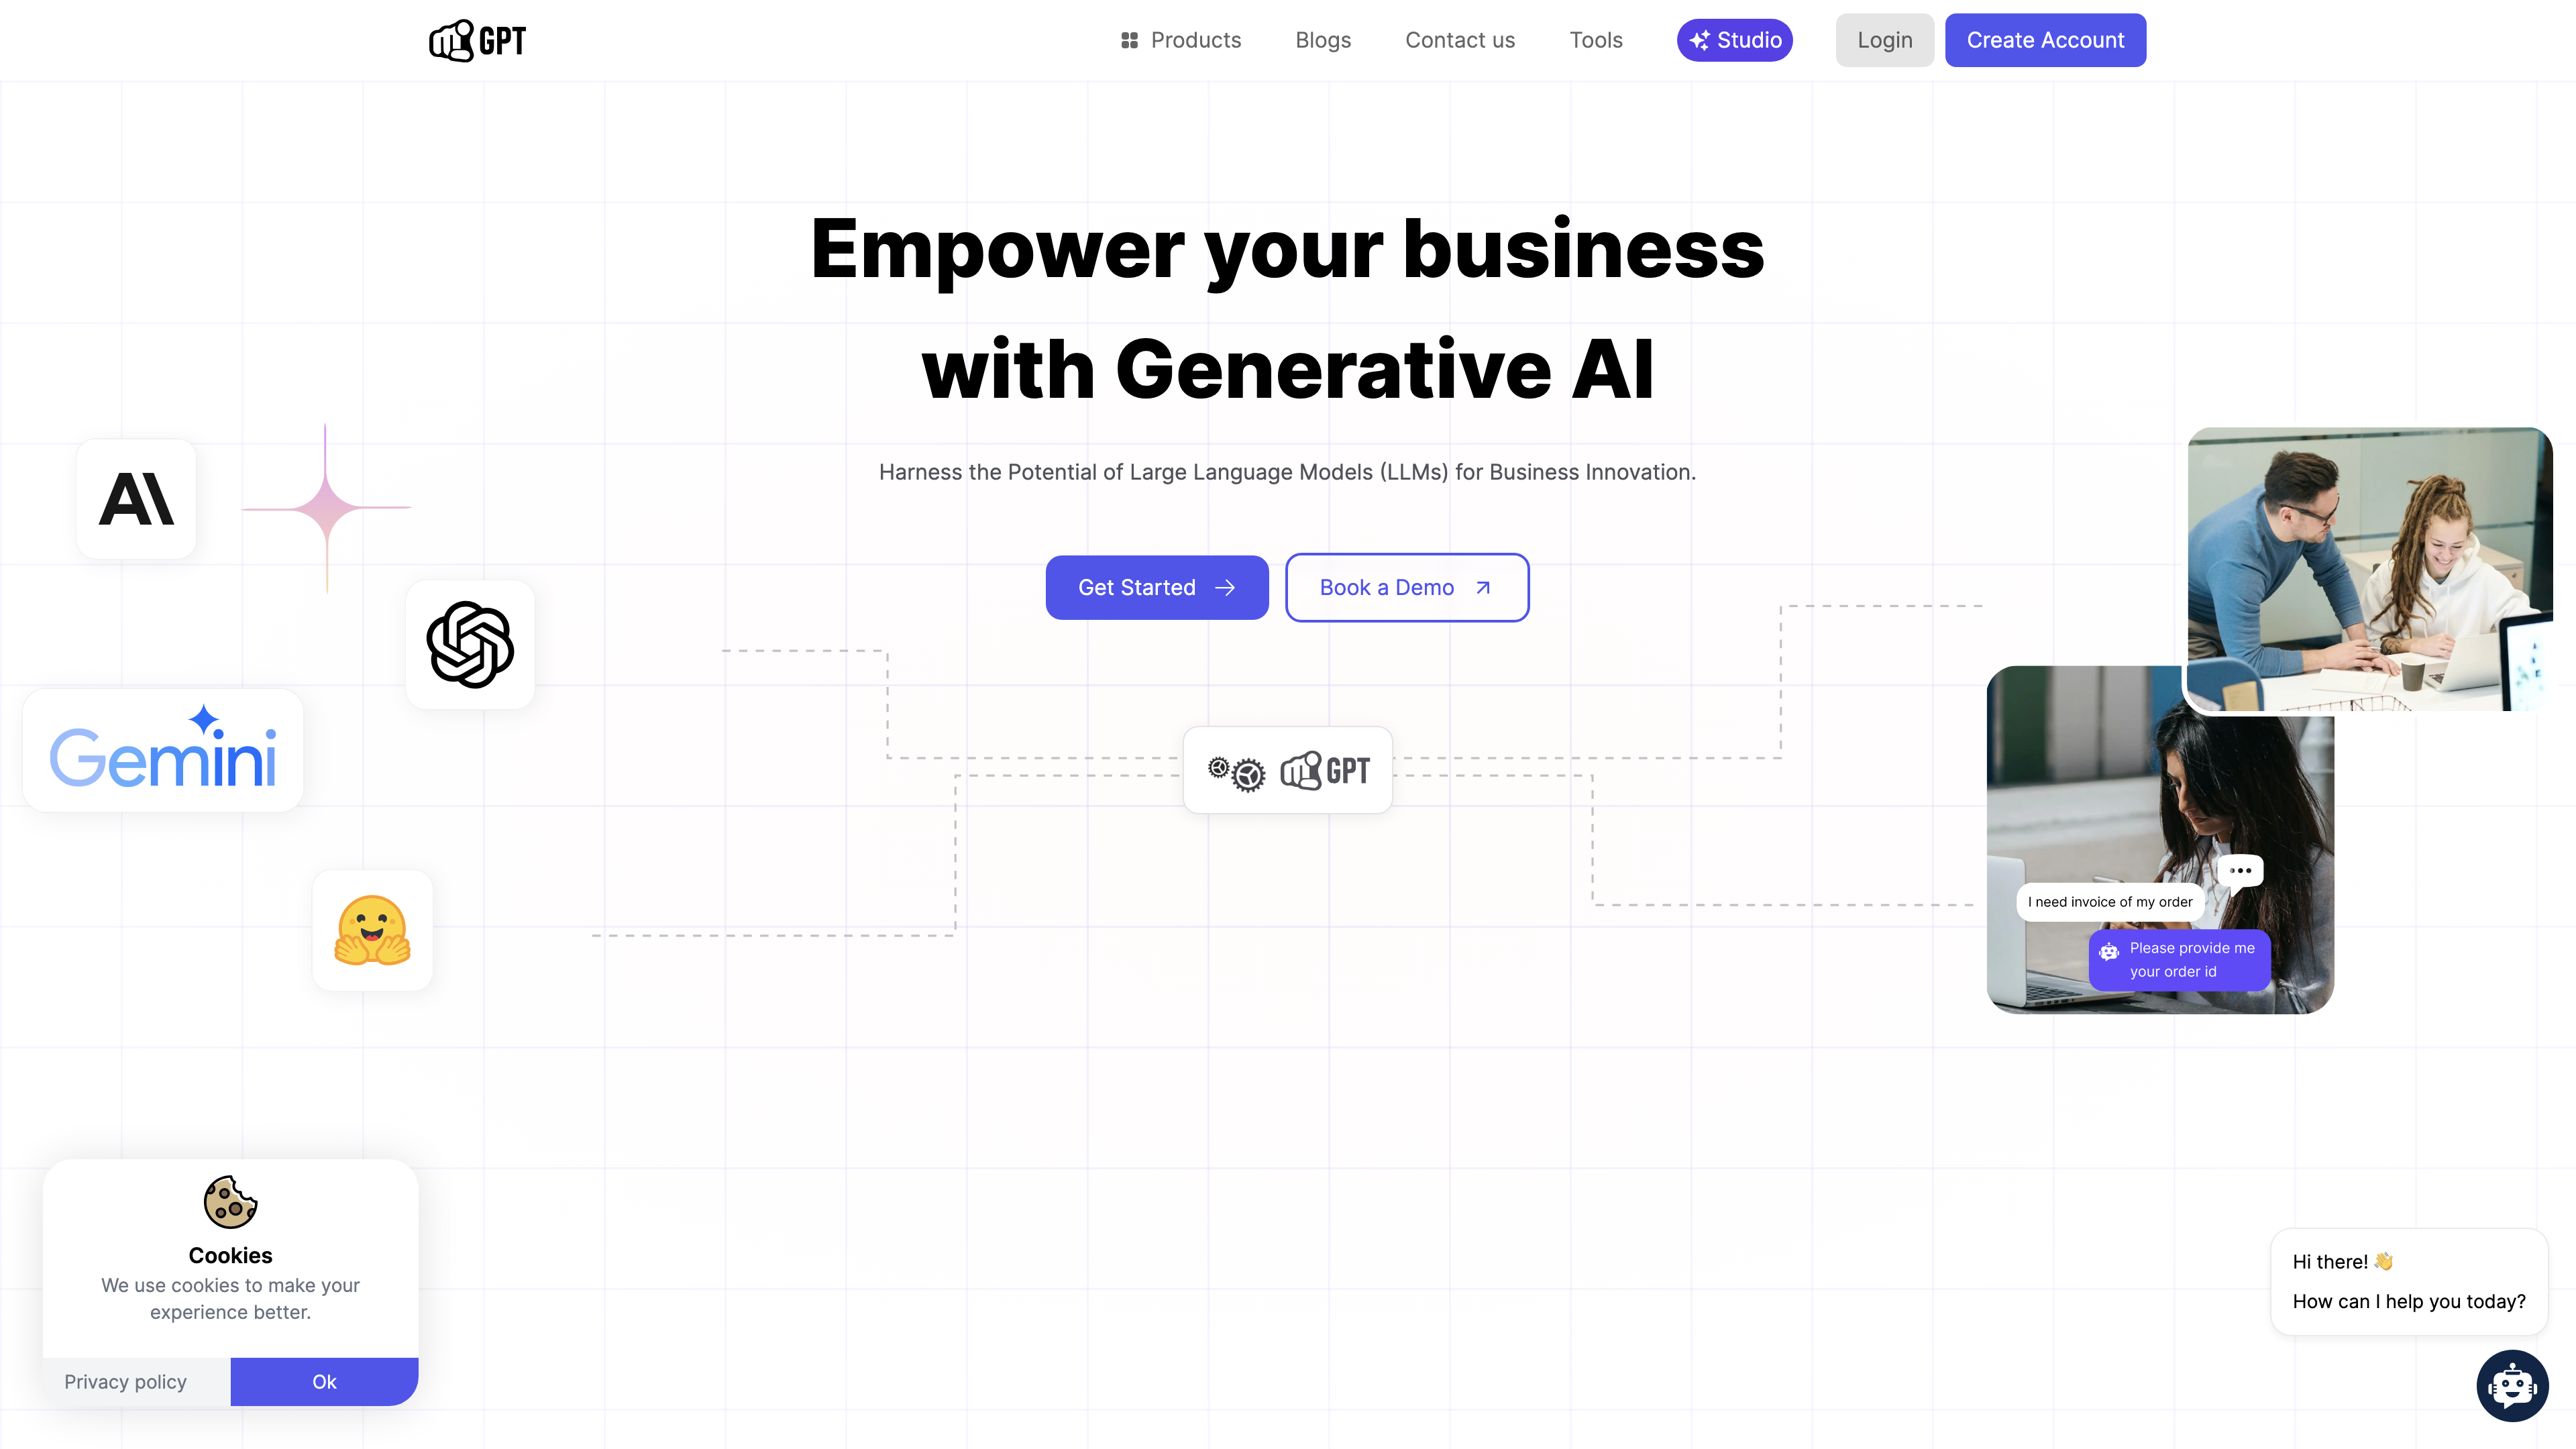 GPT
Products
Blogs
Contact us
Tools
Studio
Login
Create Account
Empower your business
with Generative AI
Harness the Potential of Large Language Models (LLMs) for Business Innovation.
Get Started
Book a Demo
Gemini
GPT
I need invoice of my order
Please provide me
your order id
Cookies
We use cookies to make your
experience better.
Privacy policy
Ok
Hi there! 👋
How can I help you today?